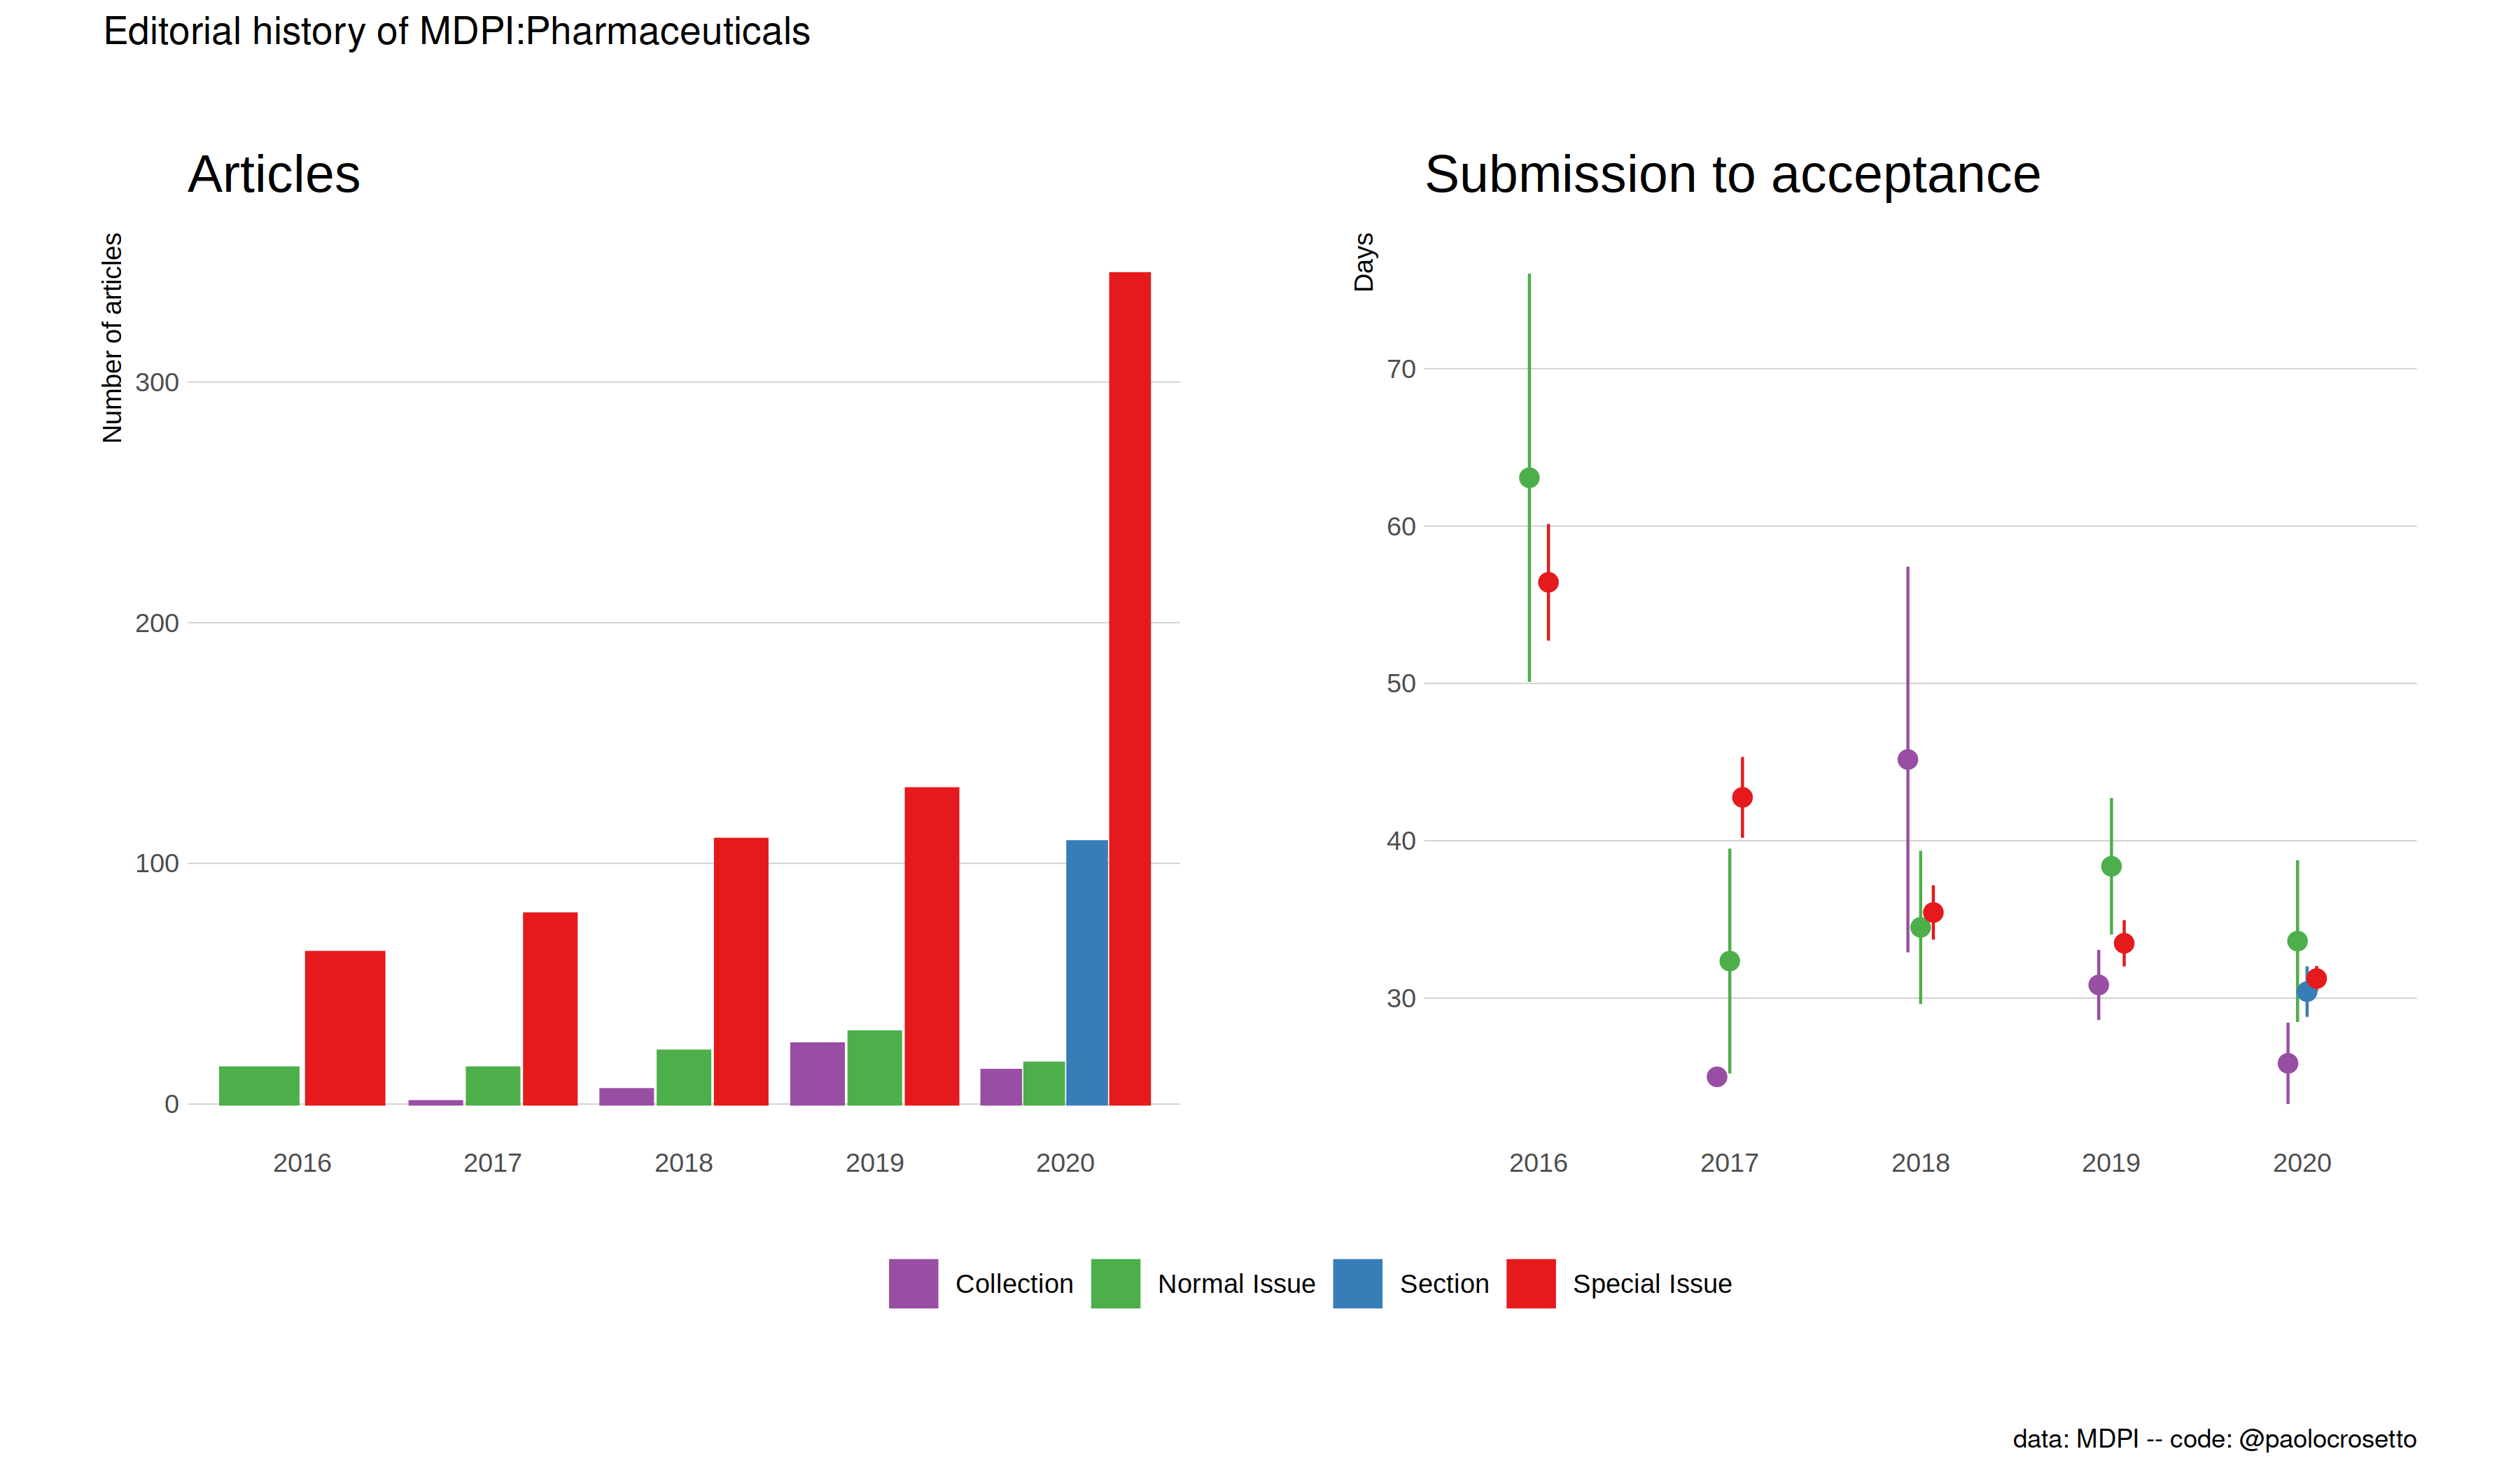 Editorial history of MDPI:Pharmaceuticals
Articles
Number of articles
300
200
100
0
2016 2017 2018 2019 2020
Submission to acceptance
Days
70
60
50
40
30
2016 2017 2018 2019 2020
Collection Normal Issue Section Special Issue
data: MDPI -- code: @paolocrosetto